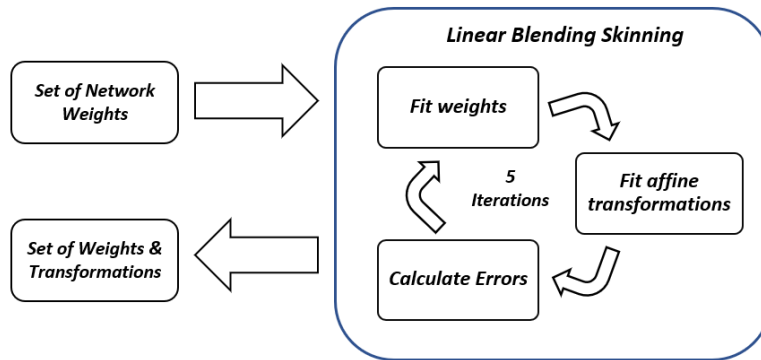 Linear Blending Skinning
Set of Network
Weights
Fit weights
5
Iterations
Fit affine
transformations
Set of Weights &
Transformations
Calculate Errors